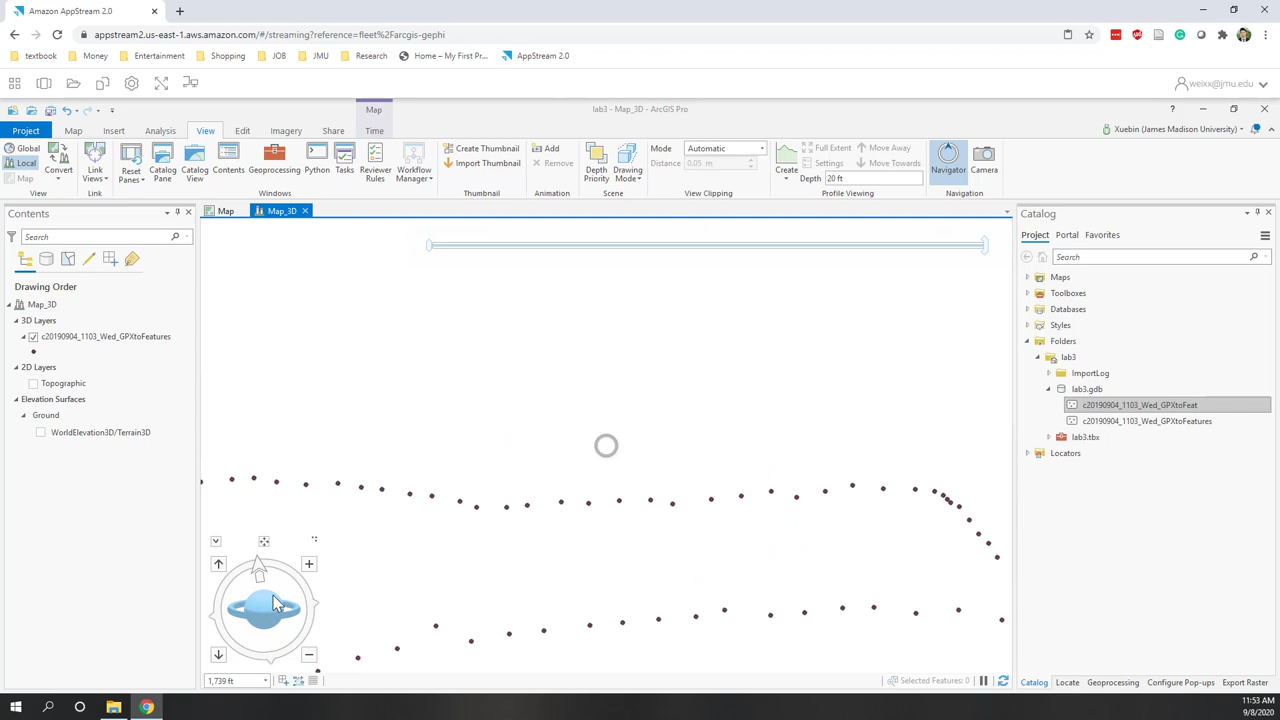 Amazon AppStream 2.0
appstream2.us-east-1.aws.amazon.com/#/streaming?reference=fleet%2Farcgis-gephi
textbook Money Entertainment Shopping JOB JMU Research Home – My First Pr... AppStream 2.0
weixx@jmu.edu
Map
lab3 - Map_3D - ArcGIS Pro
?
Project Map Insert Analysis View Edit Imagery Share Time
Xuebin (James Madison University)
Global
Local
Map
Convert
View
Link Views
Link
Reset Panes
Catalog Pane
Catalog View
Contents
Geoprocessing
Python
Tasks
Reviewer Rules
Workflow Manager
Windows
Create Thumbnail
Import Thumbnail
Thumbnail
Add
Remove
Animation
Depth Priority
Drawing Mode
Scene
Mode Automatic
Distance 0.05 m
View Clipping
Create
Full Extent Move Away
Settings Move Towards
Depth 20 ft
Profile Viewing
Navigator
Camera
Navigation
Contents
Search
Drawing Order
Map_3D
3D Layers
c20190904_1103_Wed_GPXtoFeatures
2D Layers
Topographic
Elevation Surfaces
Ground
WorldElevation3D/Terrain3D
Map Map_3D
1,739 ft
Selected Features: 0
Catalog
Project Portal Favorites
Search
Maps
Toolboxes
Databases
Styles
Folders
lab3
ImportLog
lab3.gdb
c20190904_1103_Wed_GPXtoFeat
c20190904_1103_Wed_GPXtoFeatures
lab3.tbx
Locators
Catalog Locate Geoprocessing Configure Pop-ups Export Raster
11:53 AM
9/8/2020